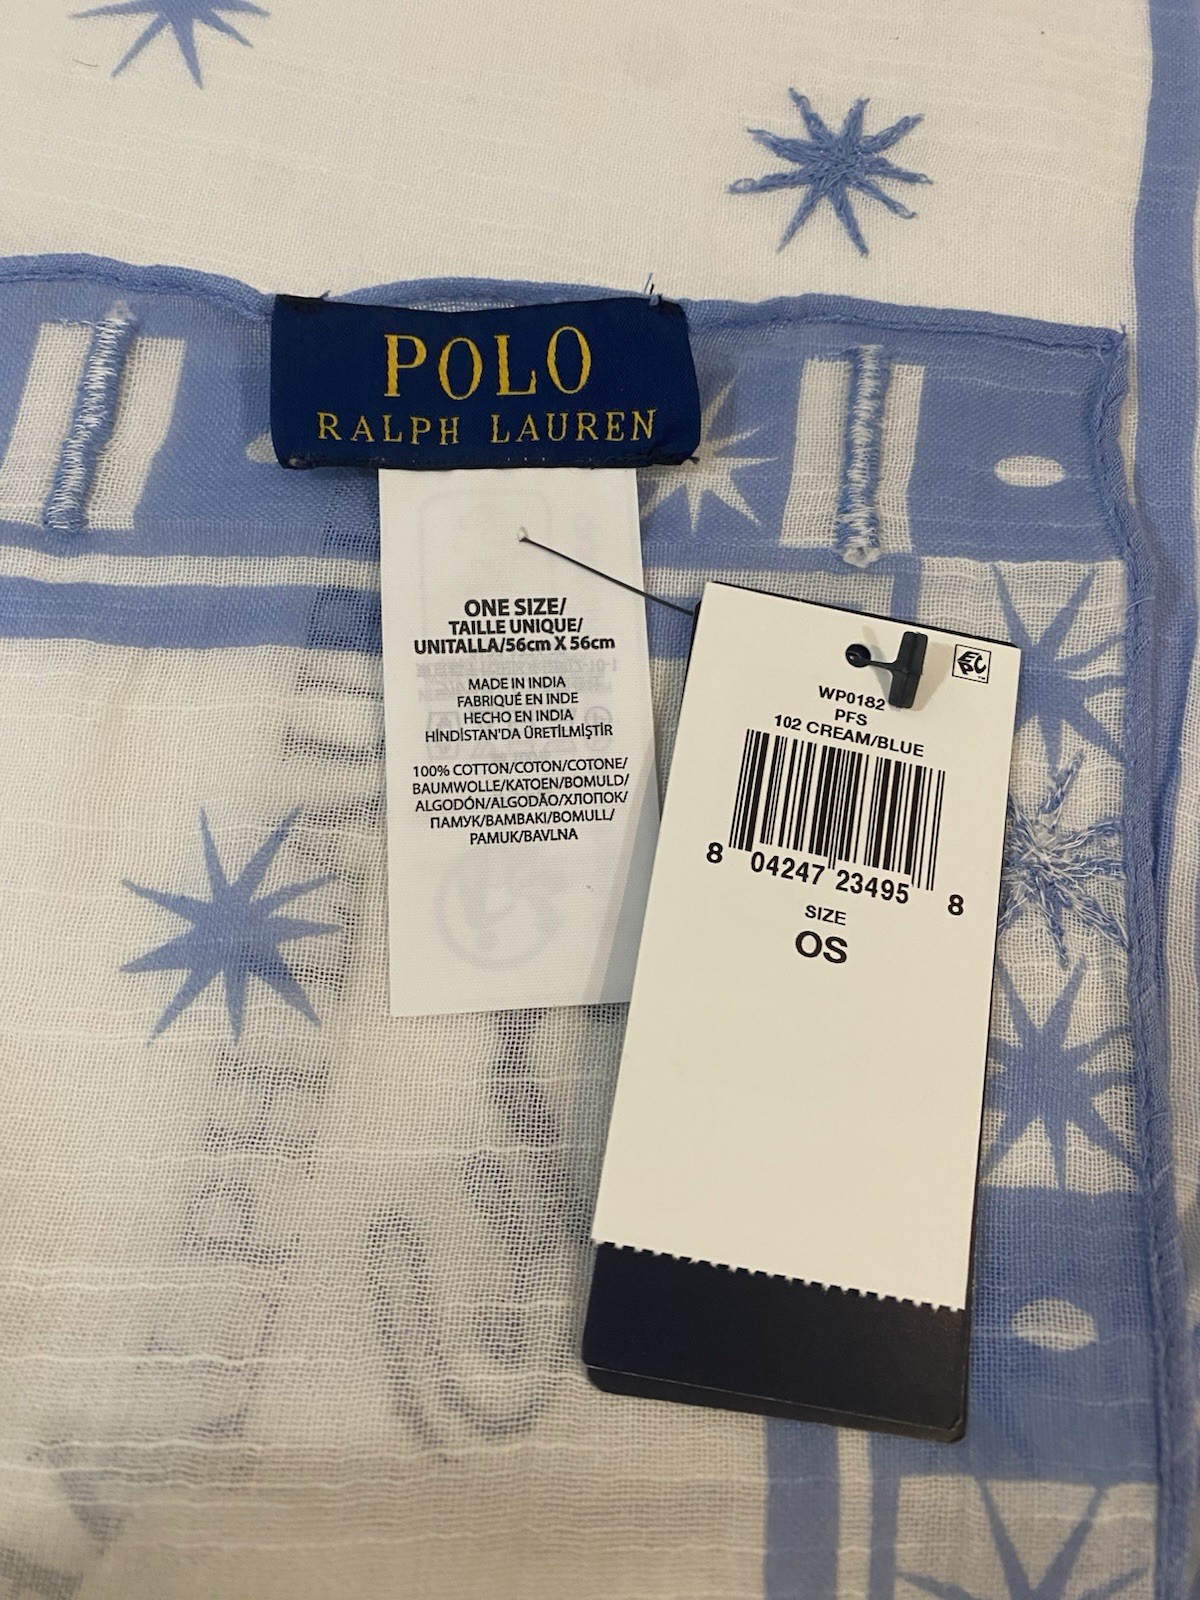 POLO
RALPH LAUREN
ONE SIZE/
TAILLE UNIQUE/
UNITALLA/56cm X 56cm
MADE IN INDIA
FABRIQUÉ EN INDE
HECHO EN INDIA
HİNDİSTAN'DA ÜRETİLMİŞTİR
100% COTTON/COTON/COTONE/
BAUMWOLLE/KATOEN/BOMULD/
ALGODÓN/ALGODÃO/ХЛОПОК/
ПАМУК/BAMBAKI/BOMULL/
PAMUK/BAVLNA
EPC
WP0182
PFS
102 CREAM/BLUE
8 04247 23495 8
SIZE
OS